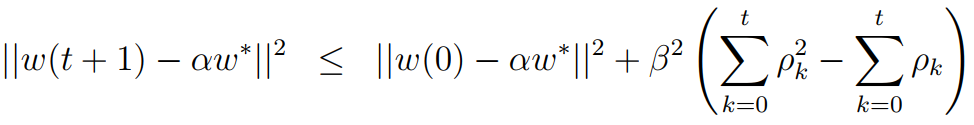 ||w(t + 1) − αw*||² ≤ ||w(0) − αw*||² + β² ( ∑_{k=0}^{t} ρ_k² − ∑_{k=0}^{t} ρ_k )